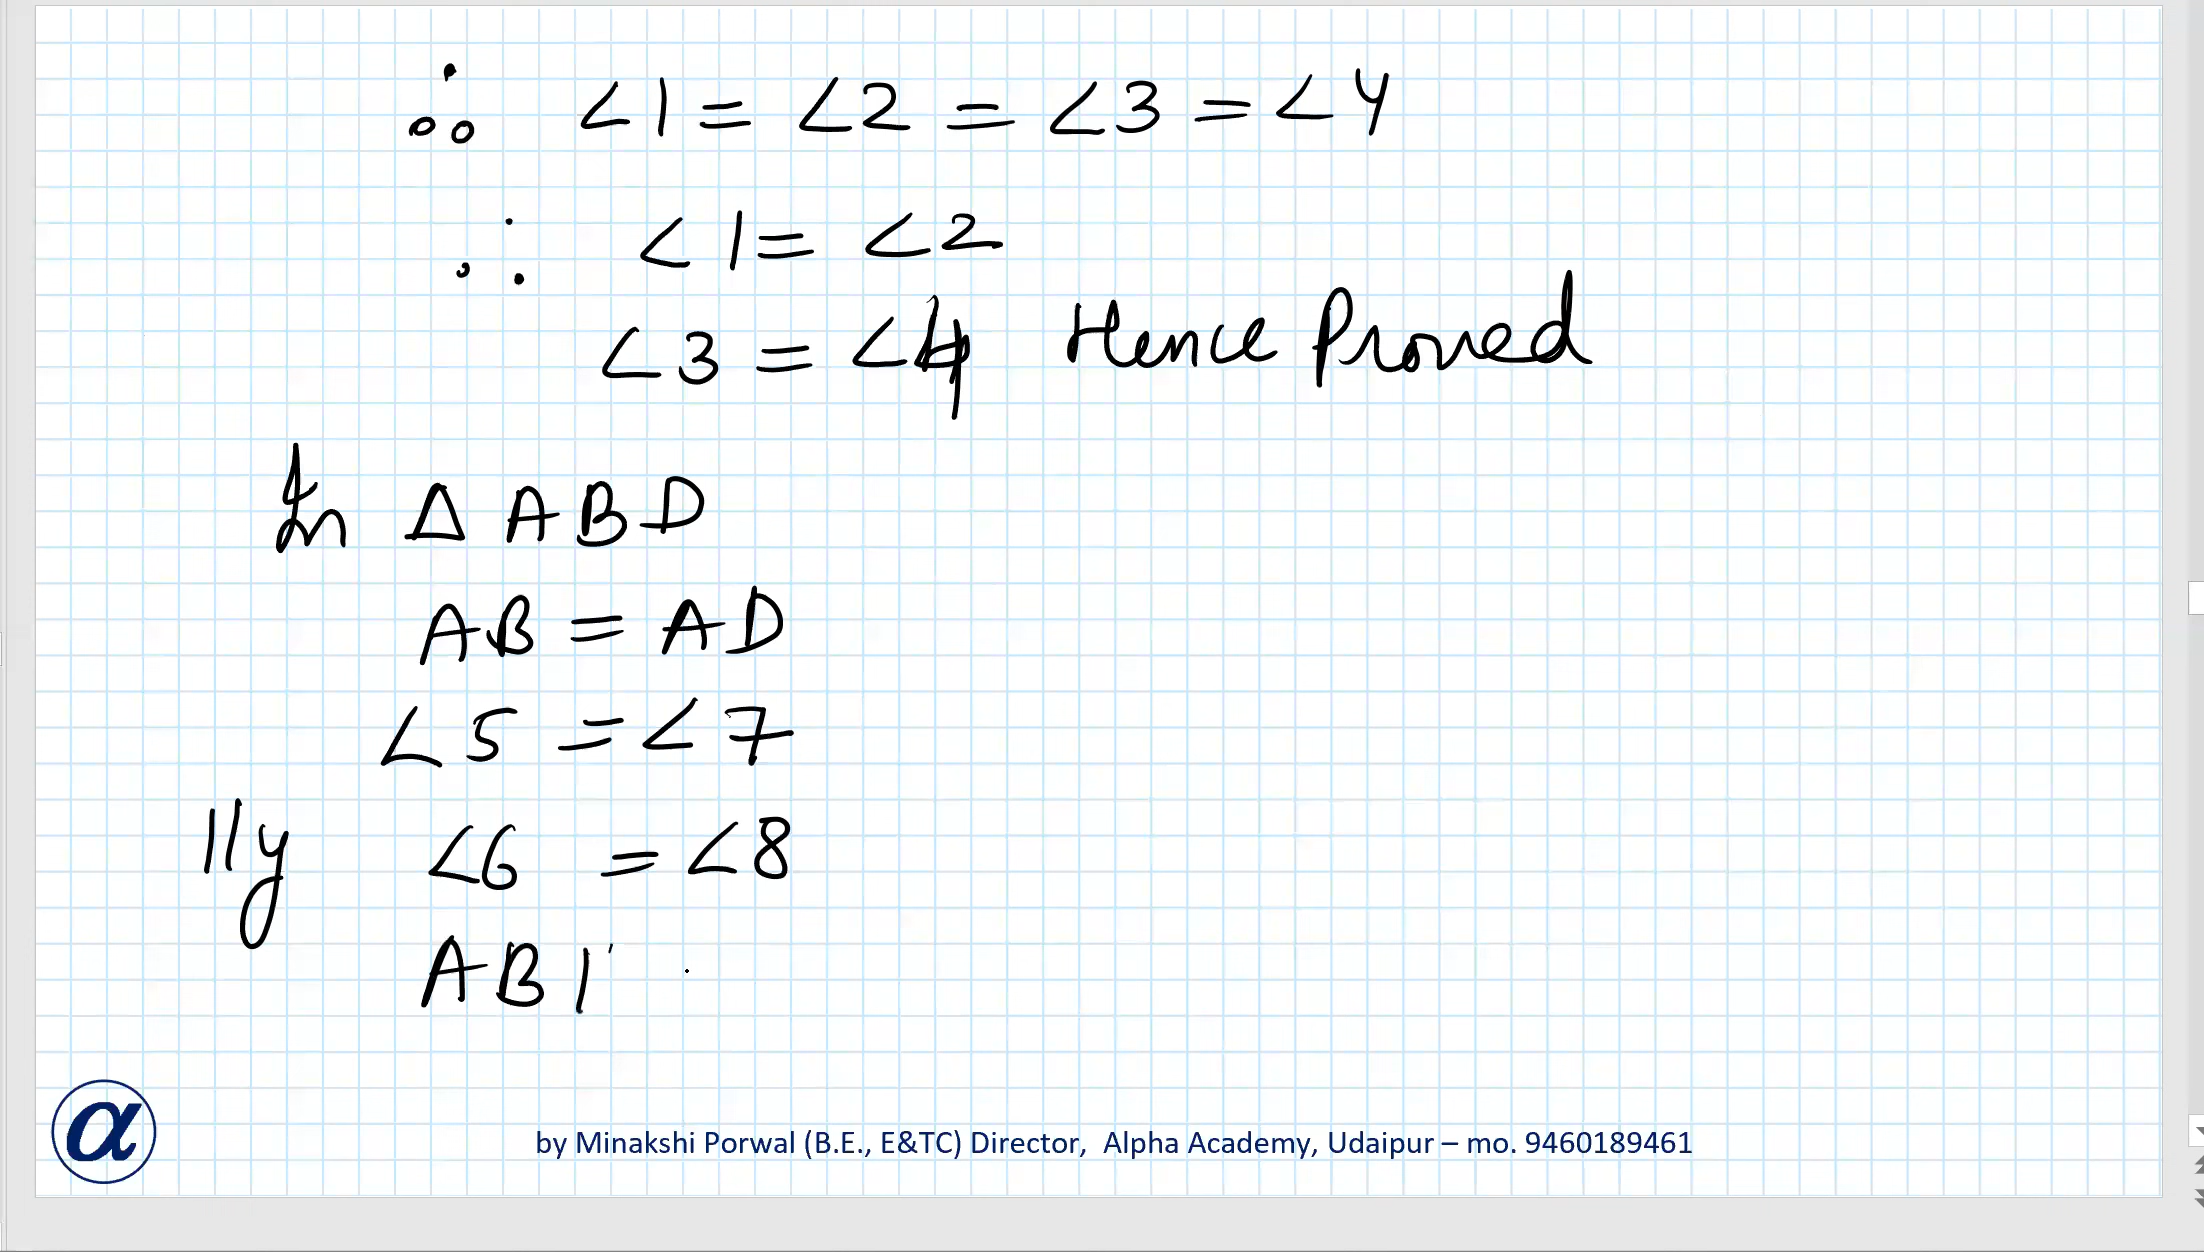 ∴ ∠1 = ∠2 = ∠3 = ∠4
∴ ∠1 = ∠2
∠3 = ∠4 Hence Proved
In Δ ABD
AB = AD
∠5 = ∠7
||ly ∠6 = ∠8
AB |'
α
by Minakshi Porwal (B.E., E&TC) Director, Alpha Academy, Udaipur – mo. 9460189461